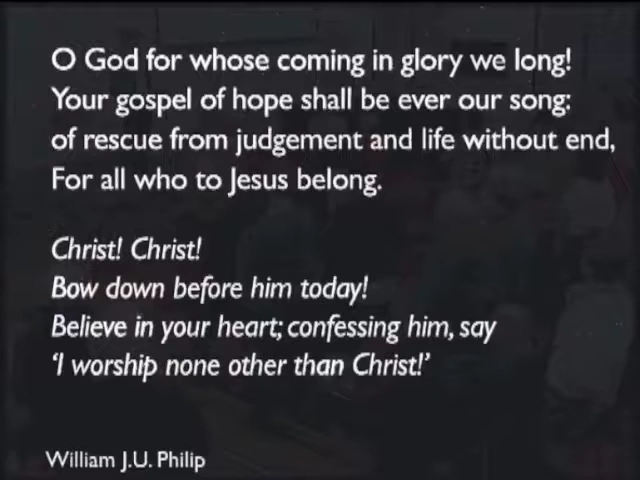 O God for whose coming in glory we long!
Your gospel of hope shall be ever our song:
of rescue from judgement and life without end,
For all who to Jesus belong.
Christ! Christ!
Bow down before him today!
Believe in your heart; confessing him, say
‘I worship none other than Christ!’
William J.U. Philip